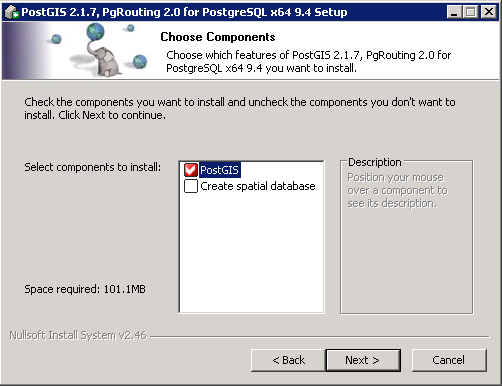 PostGIS 2.1.7, PgRouting 2.0 for PostgreSQL x64 9.4 Setup
Choose Components
Choose which features of PostGIS 2.1.7, PgRouting 2.0 for
PostgreSQL x64 9.4 you want to install.
Check the components you want to install and uncheck the components you don't want to
install. Click Next to continue.
Select components to install:
PostGIS
Create spatial database
Description
Position your mouse
over a component to
see its description.
Space required: 101.1MB
Nullsoft Install System v2.46
< Back
Next >
Cancel